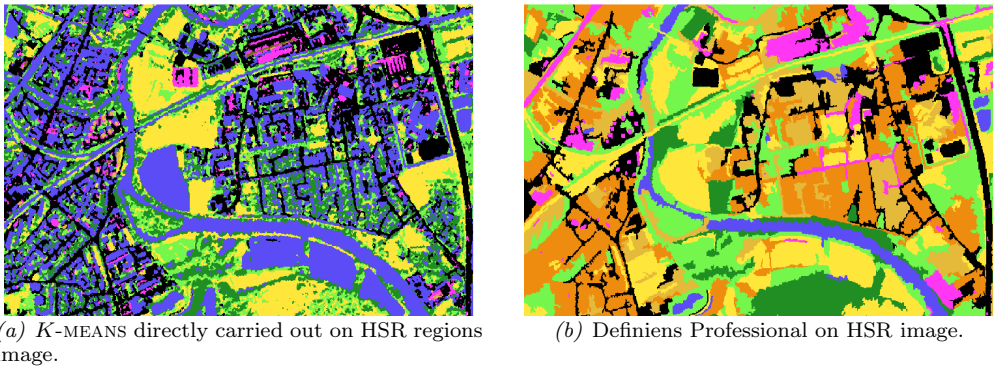 (a) K-MEANS directly carried out on HSR regions
image.
(b) Definiens Professional on HSR image.